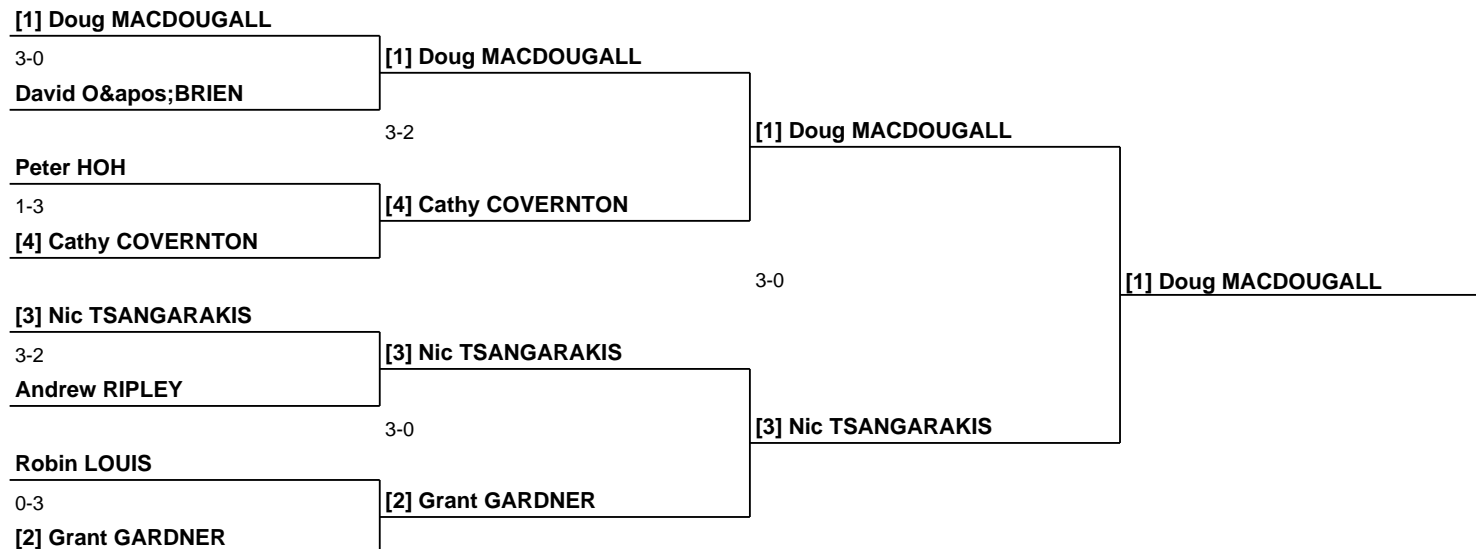 [1] Doug MACDOUGALL
3-0
[1] Doug MACDOUGALL
David O&apos;BRIEN
3-2
[1] Doug MACDOUGALL
Peter HOH
1-3
[4] Cathy COVERNTON
[4] Cathy COVERNTON
3-0
[1] Doug MACDOUGALL
[3] Nic TSANGARAKIS
3-2
[3] Nic TSANGARAKIS
Andrew RIPLEY
3-0
[3] Nic TSANGARAKIS
Robin LOUIS
0-3
[2] Grant GARDNER
[2] Grant GARDNER